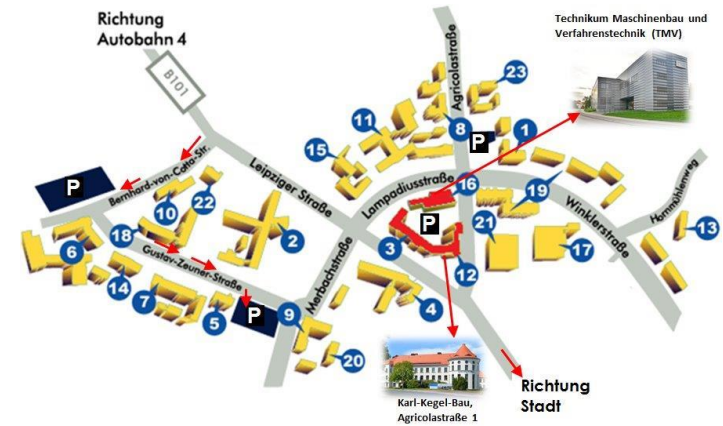 Richtung
Autobahn 4
B101
Technikum Maschinenbau und
Verfahrenstechnik (TMV)
Agricolastraße
23
11
15
8
P
1
Bernhard-von-Cotta-Str.
Leipziger Straße
Lampadiusstraße
16
19
Winklerstraße
Hornmühlenweg
P
10
22
2
P
3
21
17
13
6
18
Gustav-Zeuner-Straße
Merbachstraße
12
14
7
5
P
9
4
20
Karl-Kegel-Bau,
Agricolastraße 1
Richtung
Stadt